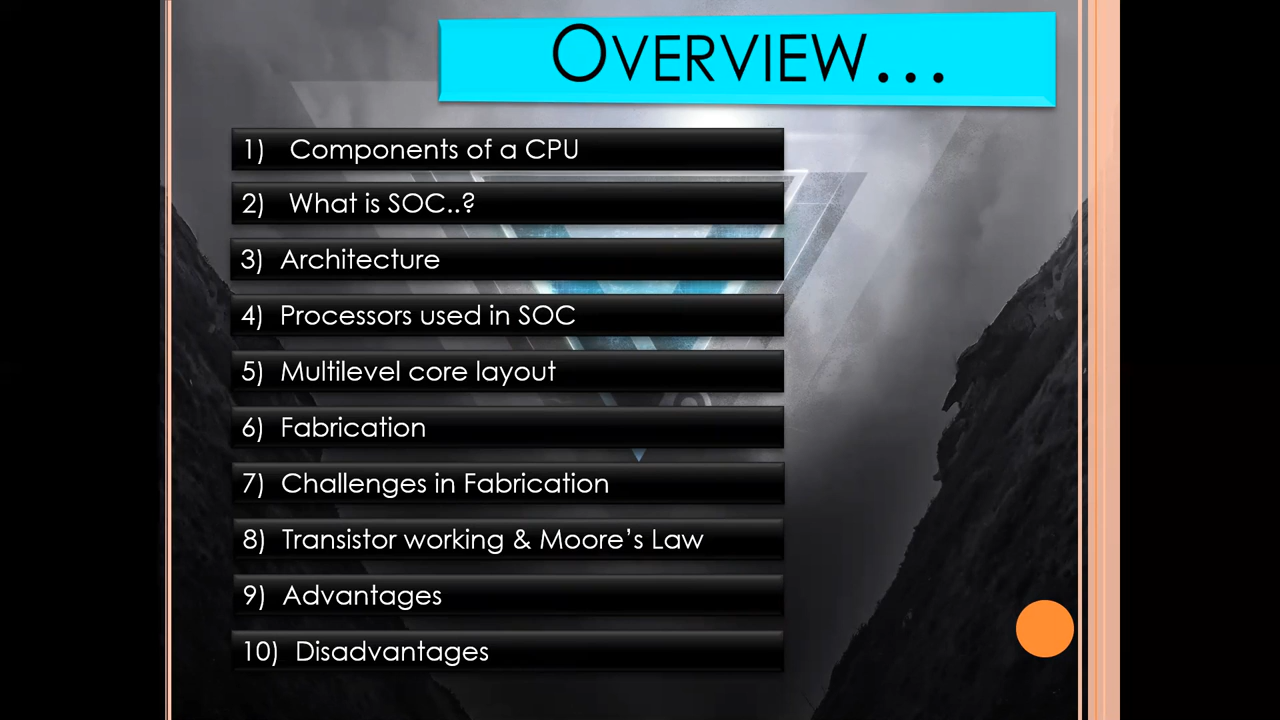 OVERVIEW...
1) Components of a CPU
2) What is SOC..?
3) Architecture
4) Processors used in SOC
5) Multilevel core layout
6) Fabrication
7) Challenges in Fabrication
8) Transistor working & Moore’s Law
9) Advantages
10) Disadvantages